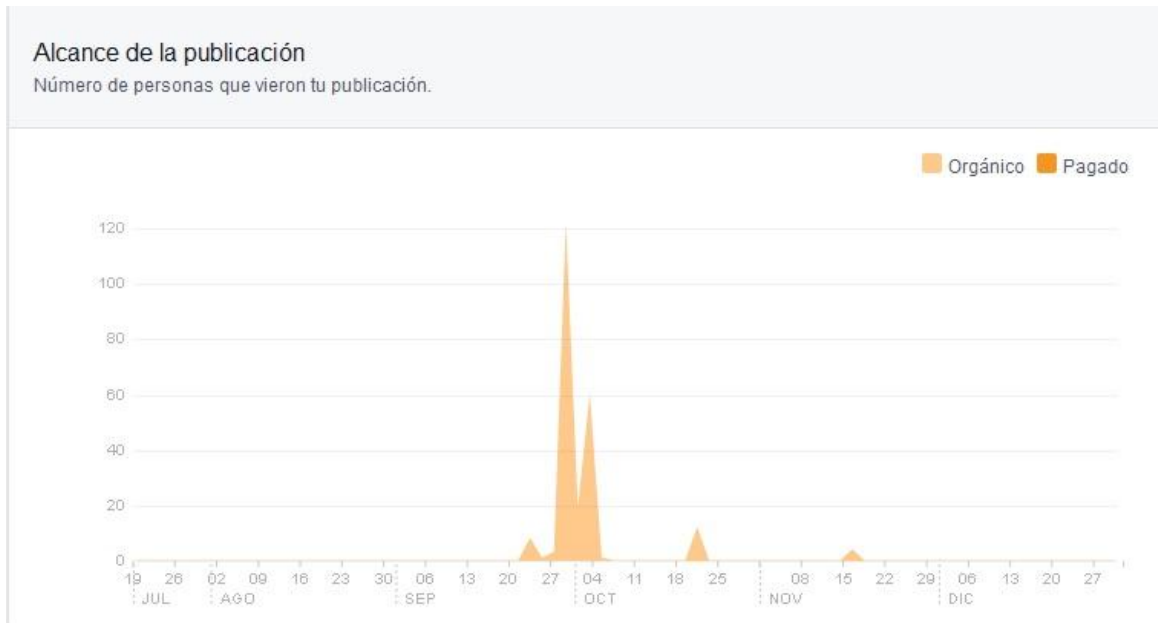 Alcance de la publicación
Número de personas que vieron tu publicación.
Orgánico Pagado
120
100
80
60
40
20
0
19 26 02 09 16 23 30 06 13 20 27 04 11 18 25 08 15 22 29 06 13 20 27
JUL AGO SEP OCT NOV DIC